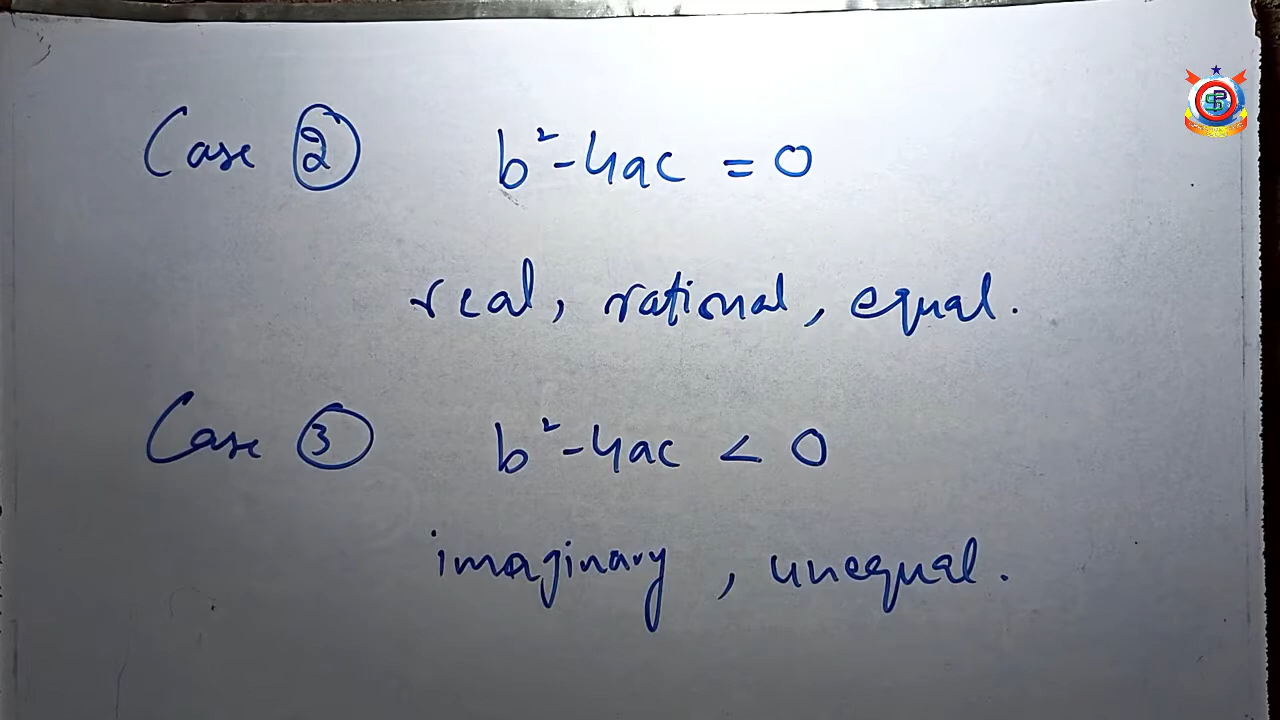 Case ② b²-4ac = 0
real, rational, equal.
Case ③ b²-4ac < 0
imaginary, unequal.